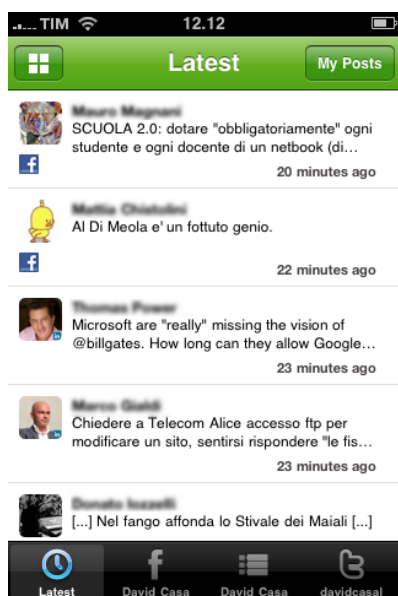 TIM 12.12
Latest
My Posts
SCUOLA 2.0: dotare "obbligatoriamente" ogni
studente e ogni docente di un netbook (di...
20 minutes ago
Al Di Meola e' un fottuto genio.
22 minutes ago
Microsoft are "really" missing the vision of
@billgates. How long can they allow Google...
23 minutes ago
Chiedere a Telecom Alice accesso ftp per
modificare un sito, sentirsi rispondere "le fis...
23 minutes ago
[...] Nel fango affonda lo Stivale dei Maiali [...]
Latest David Casa David Casa davidcasal